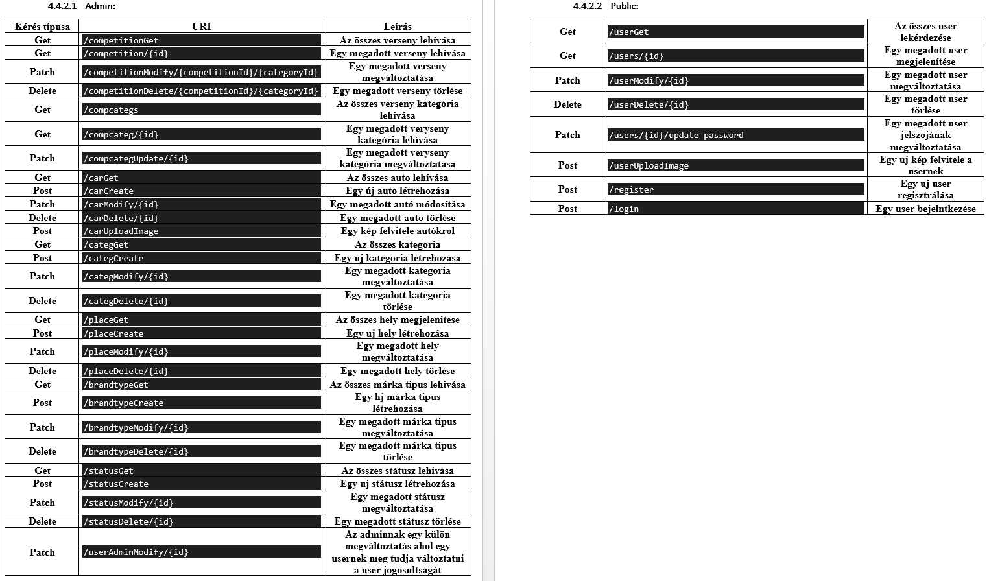 4.4.2.1 Admin:
Kérés típusa URI Leírás
Get /competitionGet Az összes verseny lehívása
Get /competition/{id} Egy megadott verseny lehívása
Patch /competitionModify/{competitionId}/{categoryId} Egy megadott verseny
megváltoztatása
Delete /competitionDelete/{competitionId}/{categoryId} Egy megadott verseny törlése
Get /compcategs Az összes verseny kategória
lehívása
Get /compcateg/{id} Egy megadott veryseny
kategória lehívása
Patch /compcategUpdate/{id} Egy megadott veryseny
kategória megváltoztatása
Get /carGet Az összes auto lehívása
Post /carCreate Egy új auto létrehozása
Patch /carModify/{id} Egy megadott autó módosítása
Delete /carDelete/{id} Egy megadott auto törlése
Post /carUploadImage Egy kép felvitele autókrol
Get /categGet Az összes kategoria
Post /categCreate Egy uj kategoria létrehozása
Patch /categModify/{id} Egy megadott kategoria
megváltoztatása
Delete /categDelete/{id} Egy megadott kategoria
törlése
Get /placeGet Az összes hely megjelenitese
Post /placeCreate Egy uj hely létrehozása
Patch /placeModify/{id} Egy megadott hely
megváltoztatása
Delete /placeDelete/{id} Egy megadott hely törlése
Get /brandtypeGet Az összes márka tipus lehivása
Post /brandtypeCreate Egy hj márka tipus
létrehozása
Patch /brandtypeModify/{id} Egy megadott márka tipus
megváltoztatása
Delete /brandtypeDelete/{id} Egy megadott márka tipus
törlése
Get /statusGet Az összes státusz lehivása
Post /statusCreate Egy uj státusz létrehozása
Patch /statusModify/{id} Egy megadott státusz
megváltoztatása
Delete /statusDelete/{id} Egy megadott státusz törlése
Patch /userAdminModify/{id} Az adminnak egy külön
megváltoztatás ahol egy
usernek meg tudja változtatni
a user jogosultságát
4.4.2.2 Public:
Get /userGet Az összes user
lekérdezése
Get /users/{id} Egy megadott user
megjelenítése
Patch /userModify/{id} Egy megadott user
megváltoztatása
Delete /userDelete/{id} Egy megadott user
törlése
Patch /users/{id}/update-password Egy megadott user
jelszojának
megváltoztatása
Post /userUploadImage Egy uj kép felvitele a
usernek
Post /register Egy uj user
regisztrálása
Post /login Egy user bejelntkezése